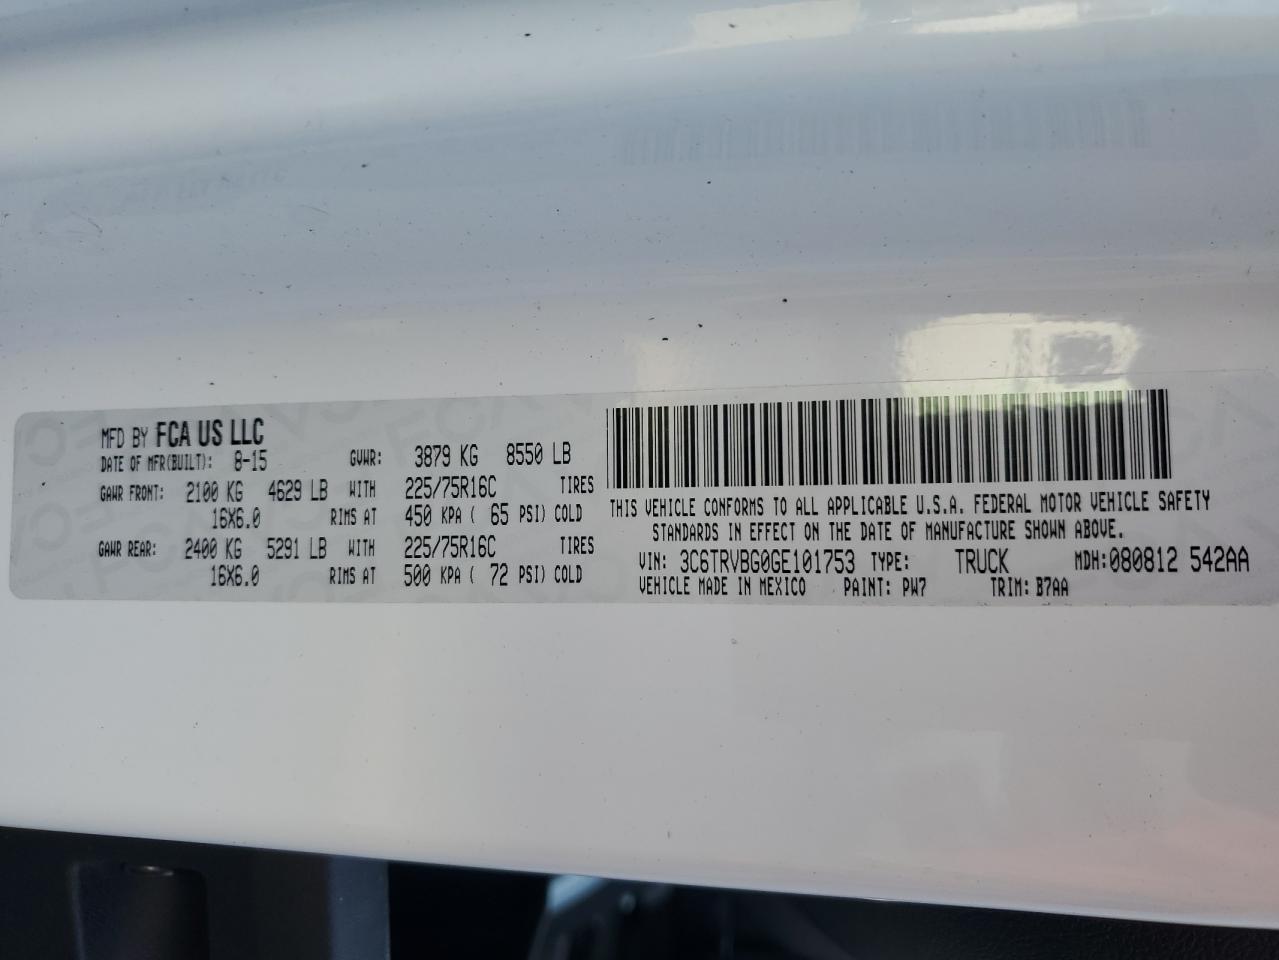 MFD BY FCA US LLC
DATE OF MFR(BUILT): 8-15 GVWR: 3879 KG 8550 LB
GAWR FRONT: 2100 KG 4629 LB WITH 225/75R16C TIRES
16X6.0 RIMS AT 450 KPA ( 65 PSI) COLD
GAWR REAR: 2400 KG 5291 LB WITH 225/75R16C TIRES
16X6.0 RIMS AT 500 KPA ( 72 PSI) COLD
THIS VEHICLE CONFORMS TO ALL APPLICABLE U.S.A. FEDERAL MOTOR VEHICLE SAFETY
STANDARDS IN EFFECT ON THE DATE OF MANUFACTURE SHOWN ABOVE.
VIN: 3C6TRVBG0GE101753 TYPE: TRUCK MDH:080812 542AA
VEHICLE MADE IN MEXICO PAINT: PW7 TRIM: B7AA